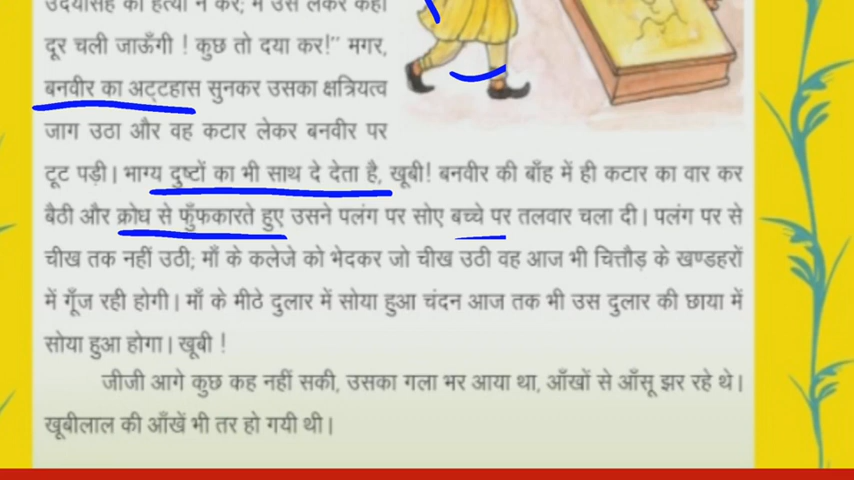 उदयसिंह की हत्या न कर; मैं उसे लेकर कहीं
दूर चली जाऊँगी ! कुछ तो दया कर!” मगर,
बनवीर का अट्टहास सुनकर उसका क्षत्रियत्व
जाग उठा और वह कटार लेकर बनवीर पर
टूट पड़ी। भाग्य दुष्टों का भी साथ दे देता है, खूबी! बनवीर की बाँह में ही कटार का वार कर
बैठी और क्रोध से फुँफकारते हुए उसने पलंग पर सोए बच्चे पर तलवार चला दी। पलंग पर से
चीख तक नहीं उठी; माँ के कलेजे को भेदकर जो चीख उठी वह आज भी चित्तौड़ के खण्डहरों
में गूँज रही होगी। माँ के मीठे दुलार में सोया हुआ चंदन आज तक भी उस दुलार की छाया में
सोया हुआ होगा। खूबी !
जीजी आगे कुछ कह नहीं सकी, उसका गला भर आया था, आँखों से आँसू झर रहे थे।
खूबीलाल की आँखें भी तर हो गयी थी।